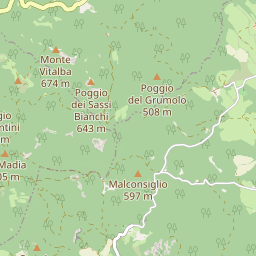 Monte
Vitalba
674 m
Poggio
dei Sassi
Bianchi
643 m
Poggio
del Grumolo
508 m
Malconsiglio
597 m